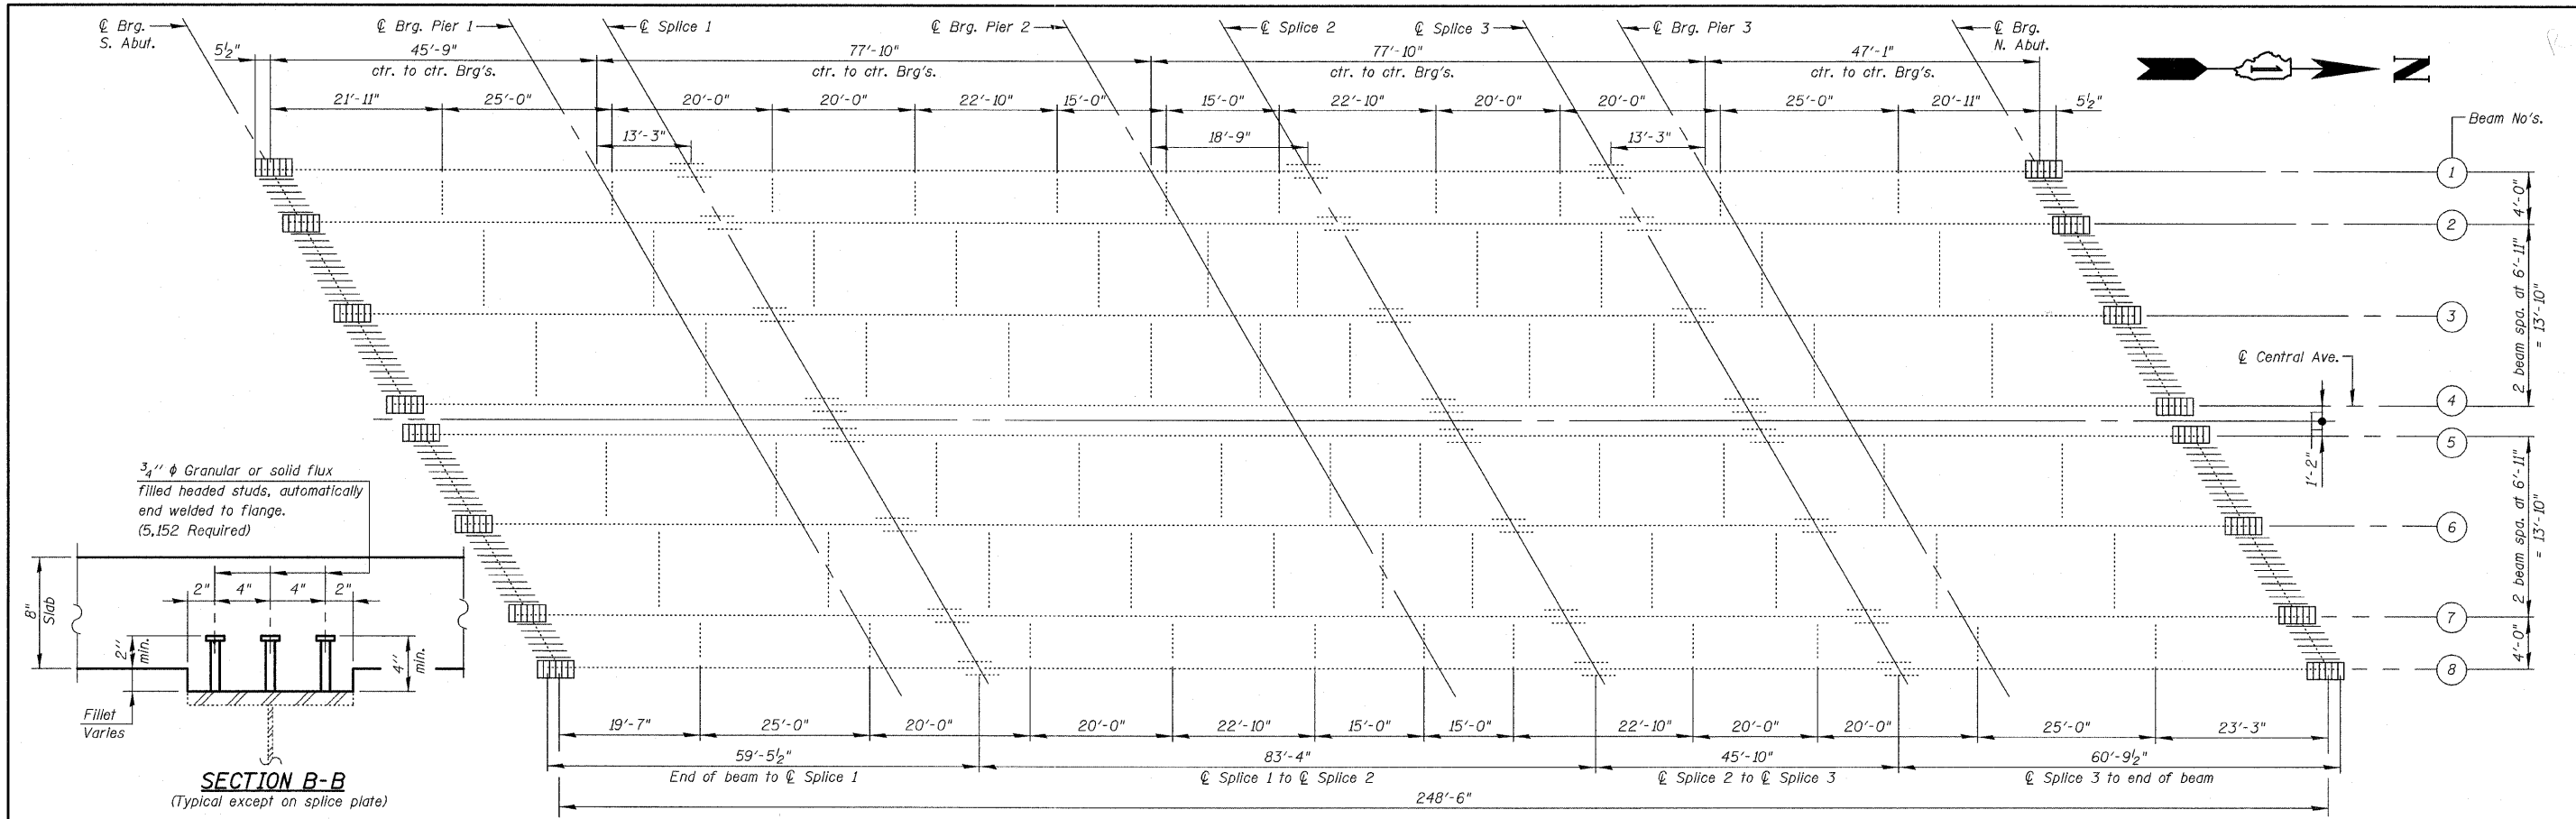 ℄ Brg.
S. Abut.
℄ Brg. Pier 1
℄ Splice 1
℄ Brg. Pier 2
℄ Splice 2
℄ Splice 3
℄ Brg. Pier 3
℄ Brg.
N. Abut.
5½"
45'-9"
ctr. to ctr. Brg's.
77'-10"
ctr. to ctr. Brg's.
77'-10"
ctr. to ctr. Brg's.
47'-1"
ctr. to ctr. Brg's.
1
N
21'-11"
25'-0"
20'-0"
20'-0"
22'-10"
15'-0"
15'-0"
22'-10"
20'-0"
20'-0"
25'-0"
20'-11"
5½"
13'-3"
18'-9"
13'-3"
Beam No's.
1
2
3
4
5
6
7
8
4'-0"
2 beam spa. at 6'-11"
= 13'-10"
℄ Central Ave.
1'-2"
2 beam spa. at 6'-11"
= 13'-10"
4'-0"
¾" ϕ Granular or solid flux
filled headed studs, automatically
end welded to flange.
(5,152 Required)
8"
Slab
2"
4"
4"
2"
2"
min.
4"
min.
Fillet
Varies
SECTION B-B
(Typical except on splice plate)
19'-7"
25'-0"
20'-0"
20'-0"
22'-10"
15'-0"
15'-0"
22'-10"
20'-0"
20'-0"
25'-0"
23'-3"
59'-5½"
End of beam to ℄ Splice 1
83'-4"
℄ Splice 1 to ℄ Splice 2
45'-10"
℄ Splice 2 to ℄ Splice 3
60'-9½"
℄ Splice 3 to end of beam
248'-6"